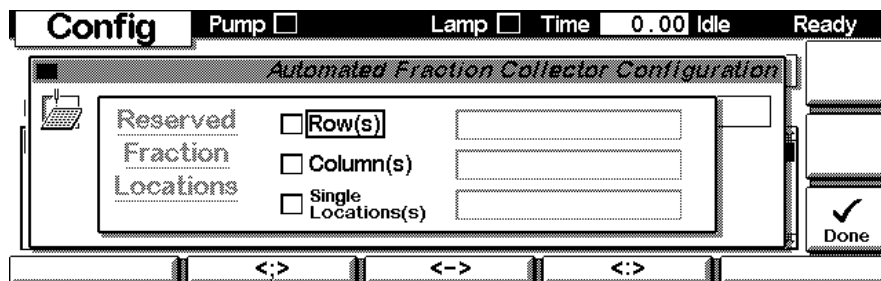 Config Pump Lamp Time 0.00 Idle Ready
Automated Fraction Collector Configuration
Reserved Fraction Locations
Row(s)
Column(s)
Single Locations(s)
Done
<;> <-> <:>